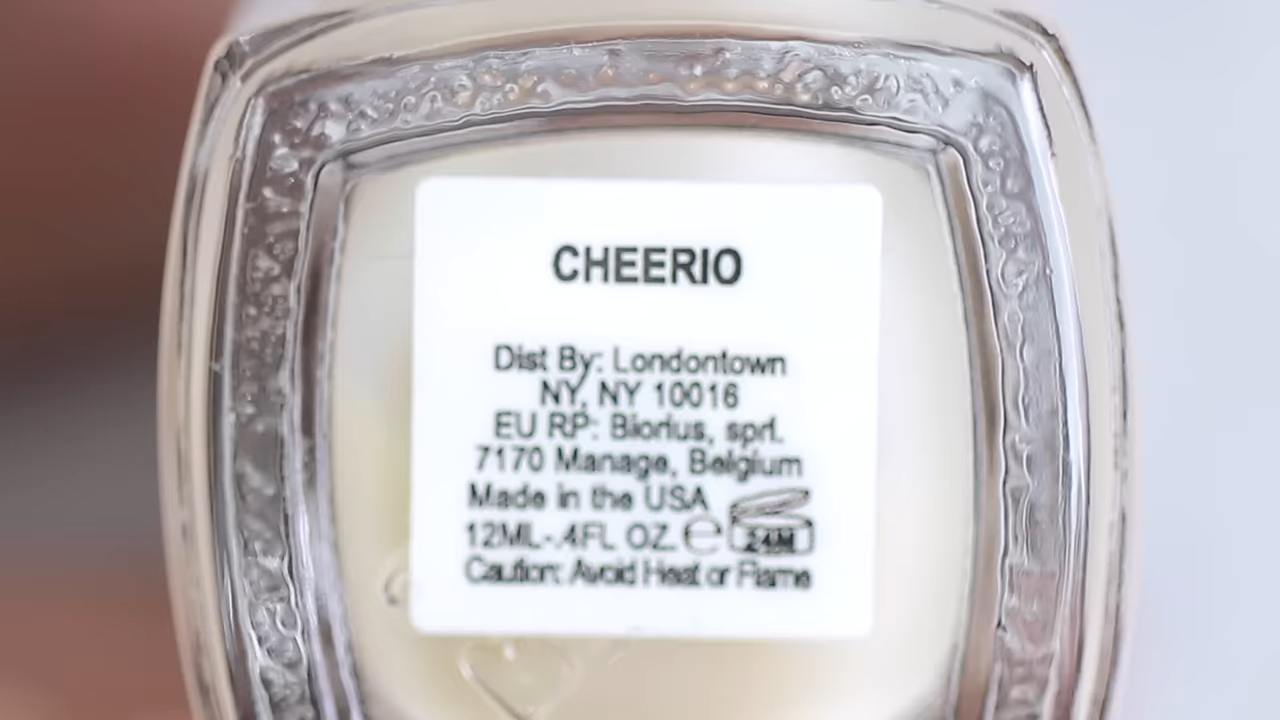 CHEERIO
Dist By: Londontown
NY, NY 10016
EU RP: Biorius, sprl.
7170 Manage, Belgium
Made in the USA
12ML-.4FL OZ. e 24M
Caution: Avoid Heat or Flame